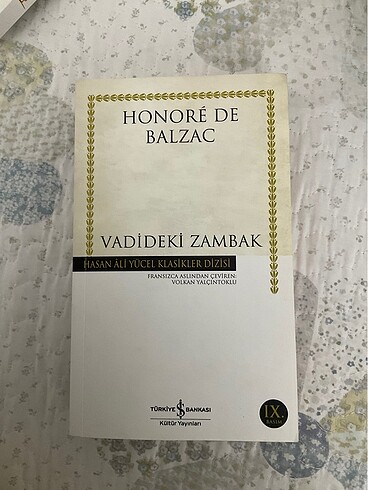 HONORÉ DE
BALZAC
VADİDEKİ ZAMBAK
HASAN ÂLİ YÜCEL KLASİKLER DİZİSİ
FRANSIZCA ASLINDAN ÇEVİREN:
VOLKAN YALÇINTOKLU
TÜRKİYE İŞ BANKASI
Kültür Yayınları
IX.
BASIM